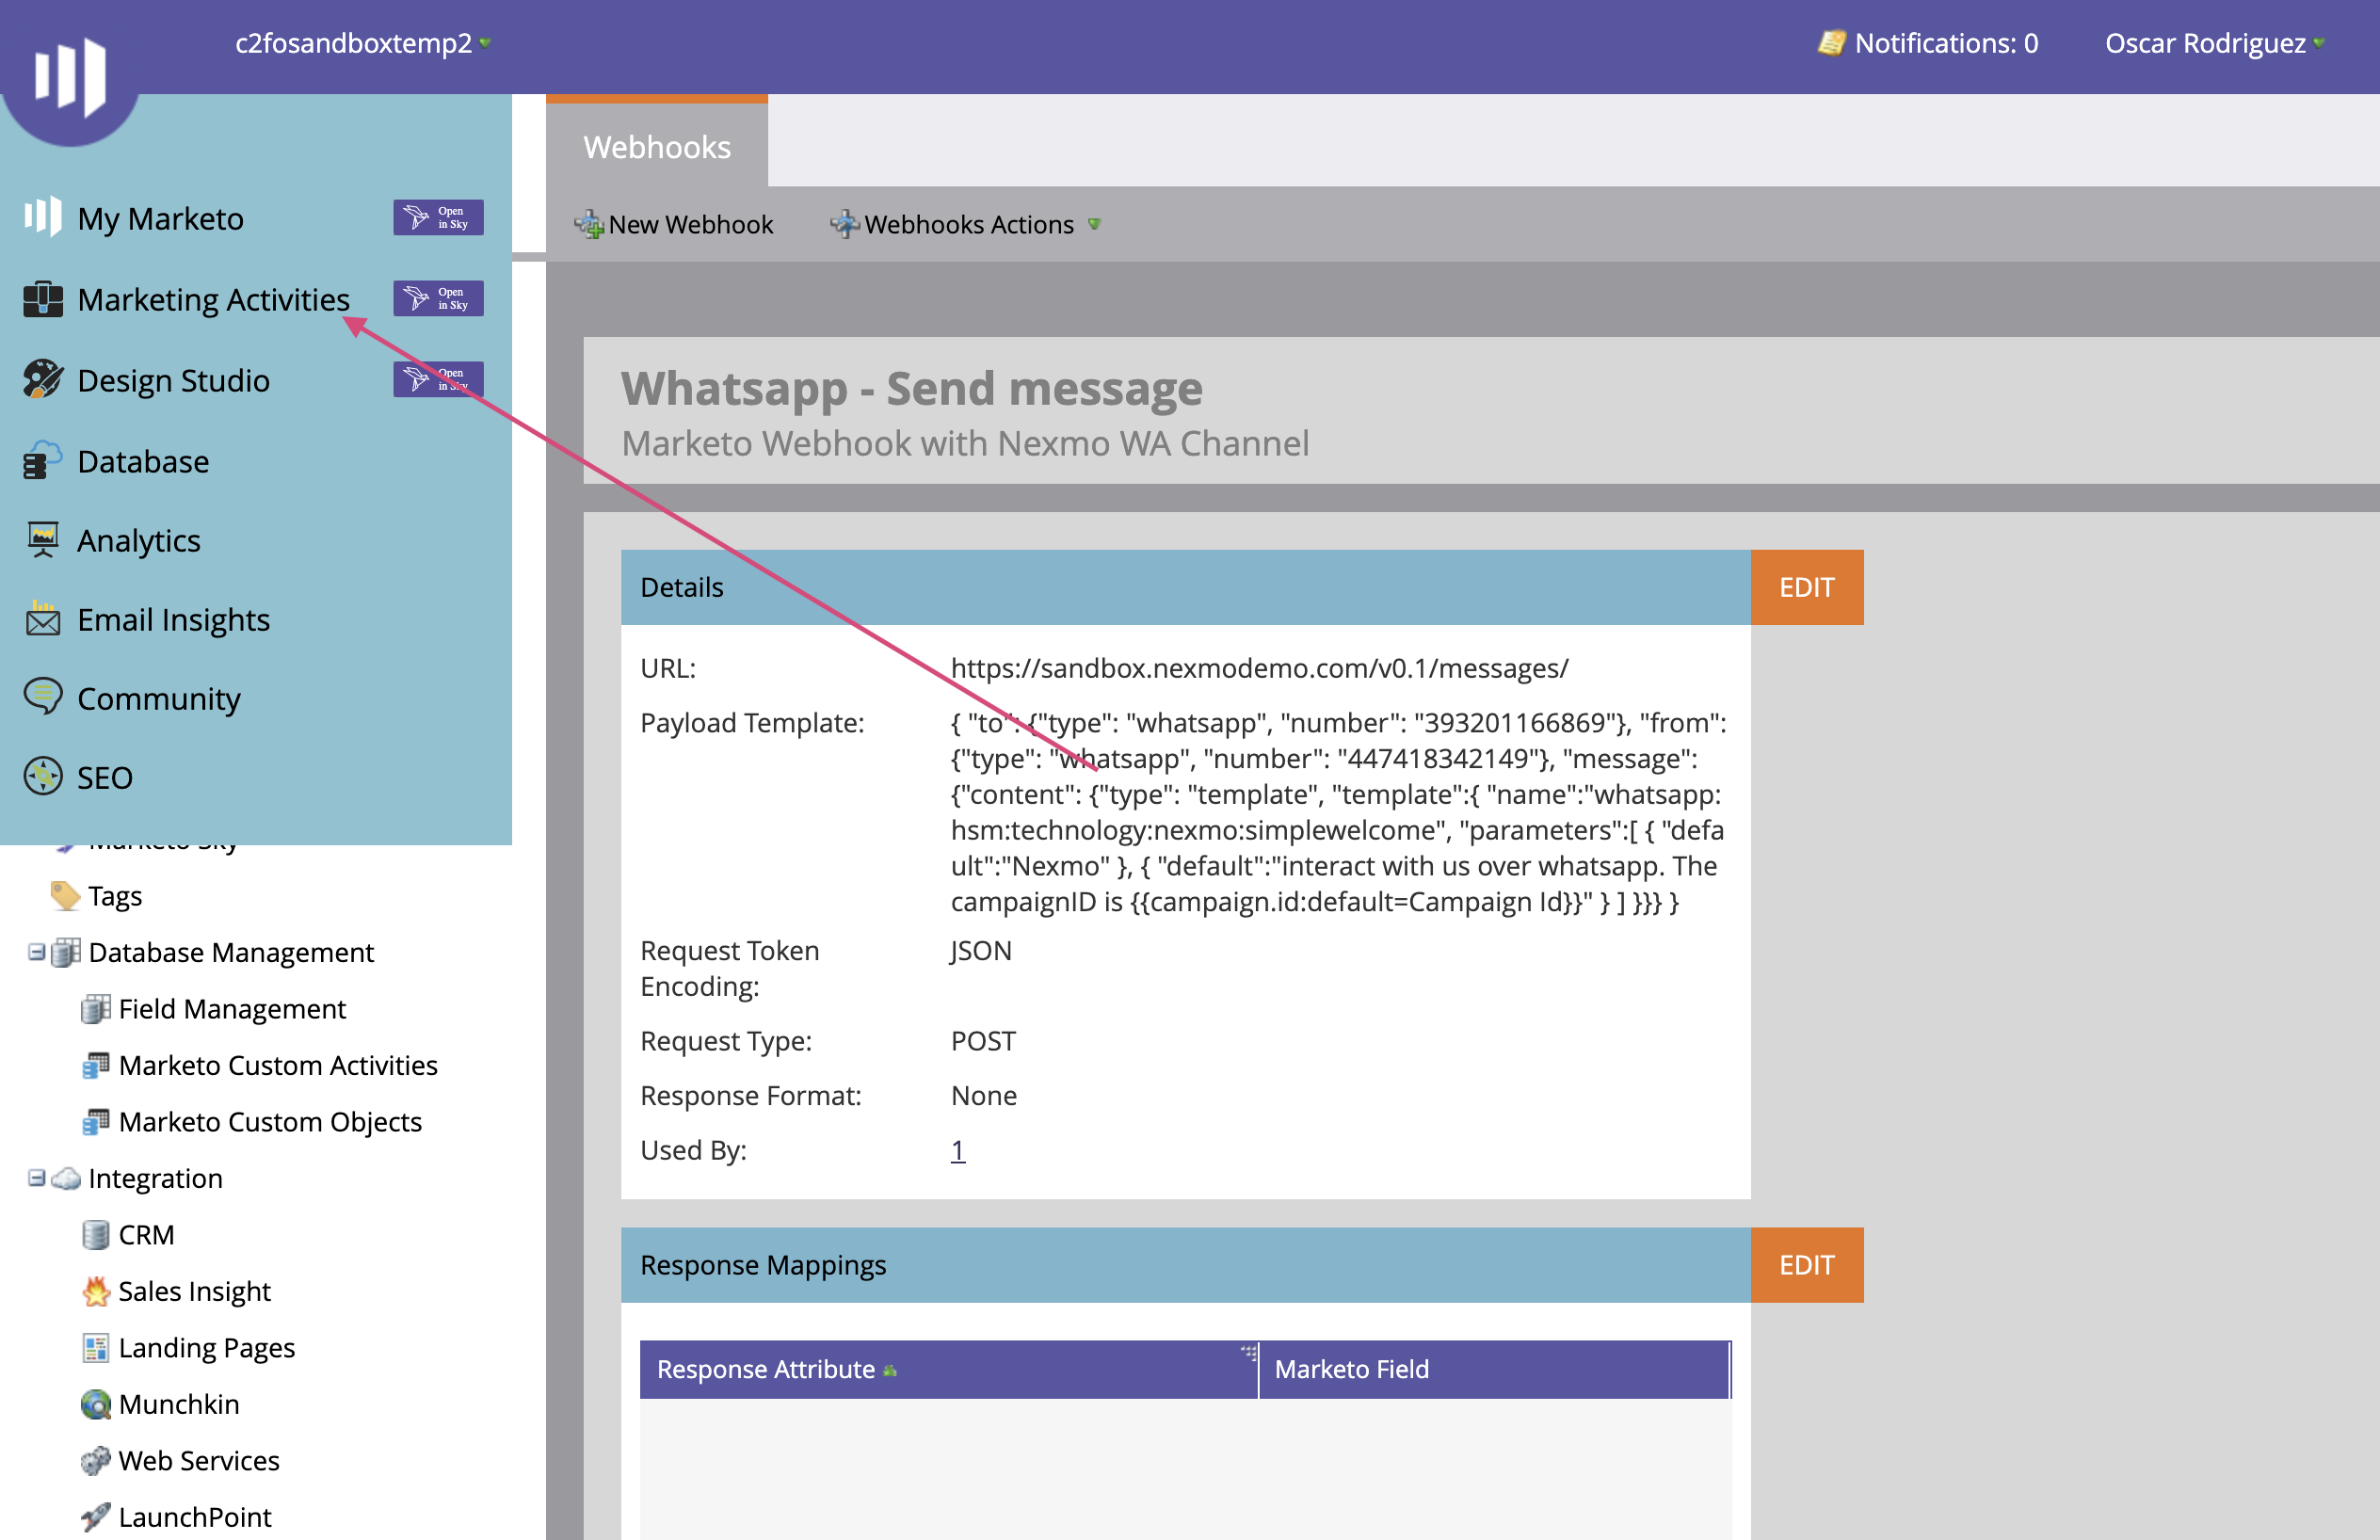 c2fosandboxtemp2
Notifications: 0
Oscar Rodriguez
My Marketo
Open
in Sky
Marketing Activities
Open
in Sky
Design Studio
Open
in Sky
Database
Analytics
Email Insights
Community
SEO
Marketo Sky
Tags
Database Management
Field Management
Marketo Custom Activities
Marketo Custom Objects
Integration
CRM
Sales Insight
Landing Pages
Munchkin
Web Services
LaunchPoint
Webhooks
New Webhook
Webhooks Actions
Whatsapp - Send message
Marketo Webhook with Nexmo WA Channel
Details
EDIT
URL:
https://sandbox.nexmodemo.com/v0.1/messages/
Payload Template:
{ "to": {"type": "whatsapp", "number": "393201166869"}, "from":
{"type": "whatsapp", "number": "447418342149"}, "message":
{"content": {"type": "template", "template":{ "name":"whatsapp:
hsm:technology:nexmo:simplewelcome", "parameters":[ { "defa
ult":"Nexmo" }, { "default":"interact with us over whatsapp. The
campaignID is {{campaign.id:default=Campaign Id}}" } ] }}} }
Request Token
Encoding:
JSON
Request Type:
POST
Response Format:
None
Used By:
1
Response Mappings
EDIT
Response Attribute
Marketo Field